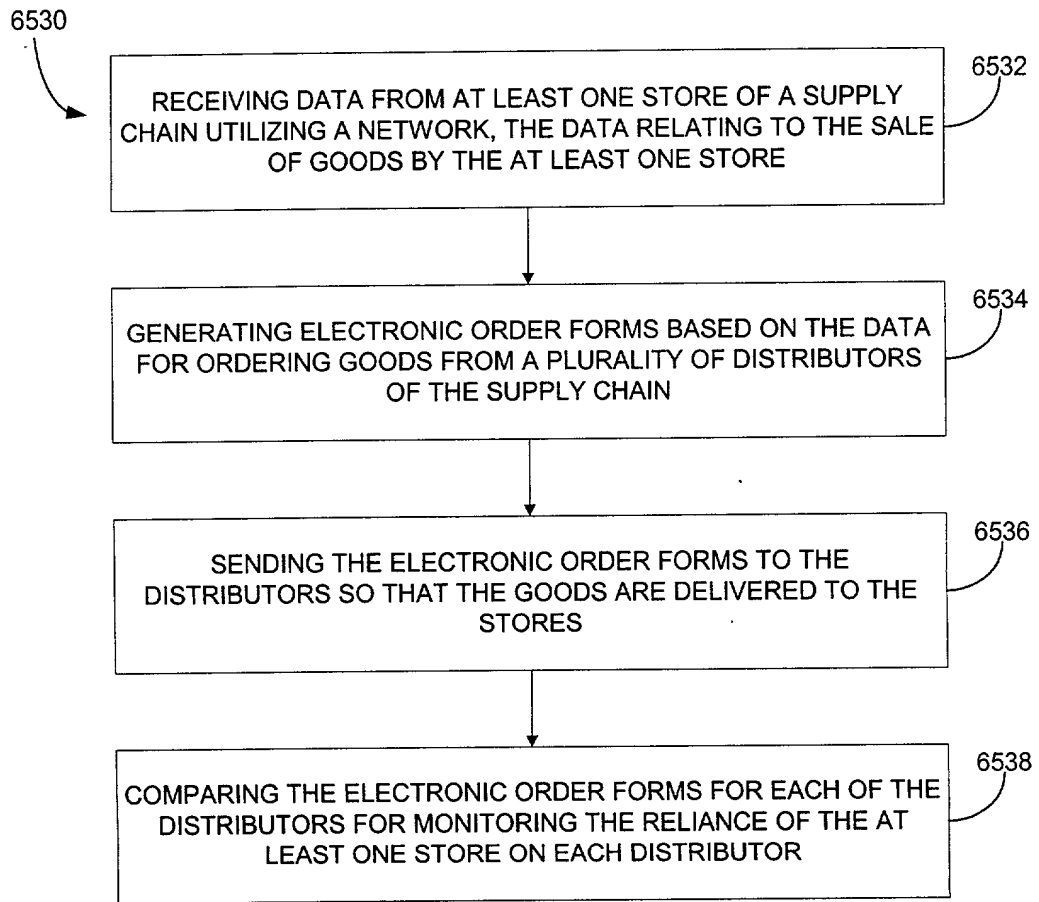 6530
6532
RECEIVING DATA FROM AT LEAST ONE STORE OF A SUPPLY
CHAIN UTILIZING A NETWORK, THE DATA RELATING TO THE SALE
OF GOODS BY THE AT LEAST ONE STORE
6534
GENERATING ELECTRONIC ORDER FORMS BASED ON THE DATA
FOR ORDERING GOODS FROM A PLURALITY OF DISTRIBUTORS
OF THE SUPPLY CHAIN
6536
SENDING THE ELECTRONIC ORDER FORMS TO THE
DISTRIBUTORS SO THAT THE GOODS ARE DELIVERED TO THE
STORES
6538
COMPARING THE ELECTRONIC ORDER FORMS FOR EACH OF THE
DISTRIBUTORS FOR MONITORING THE RELIANCE OF THE AT
LEAST ONE STORE ON EACH DISTRIBUTOR